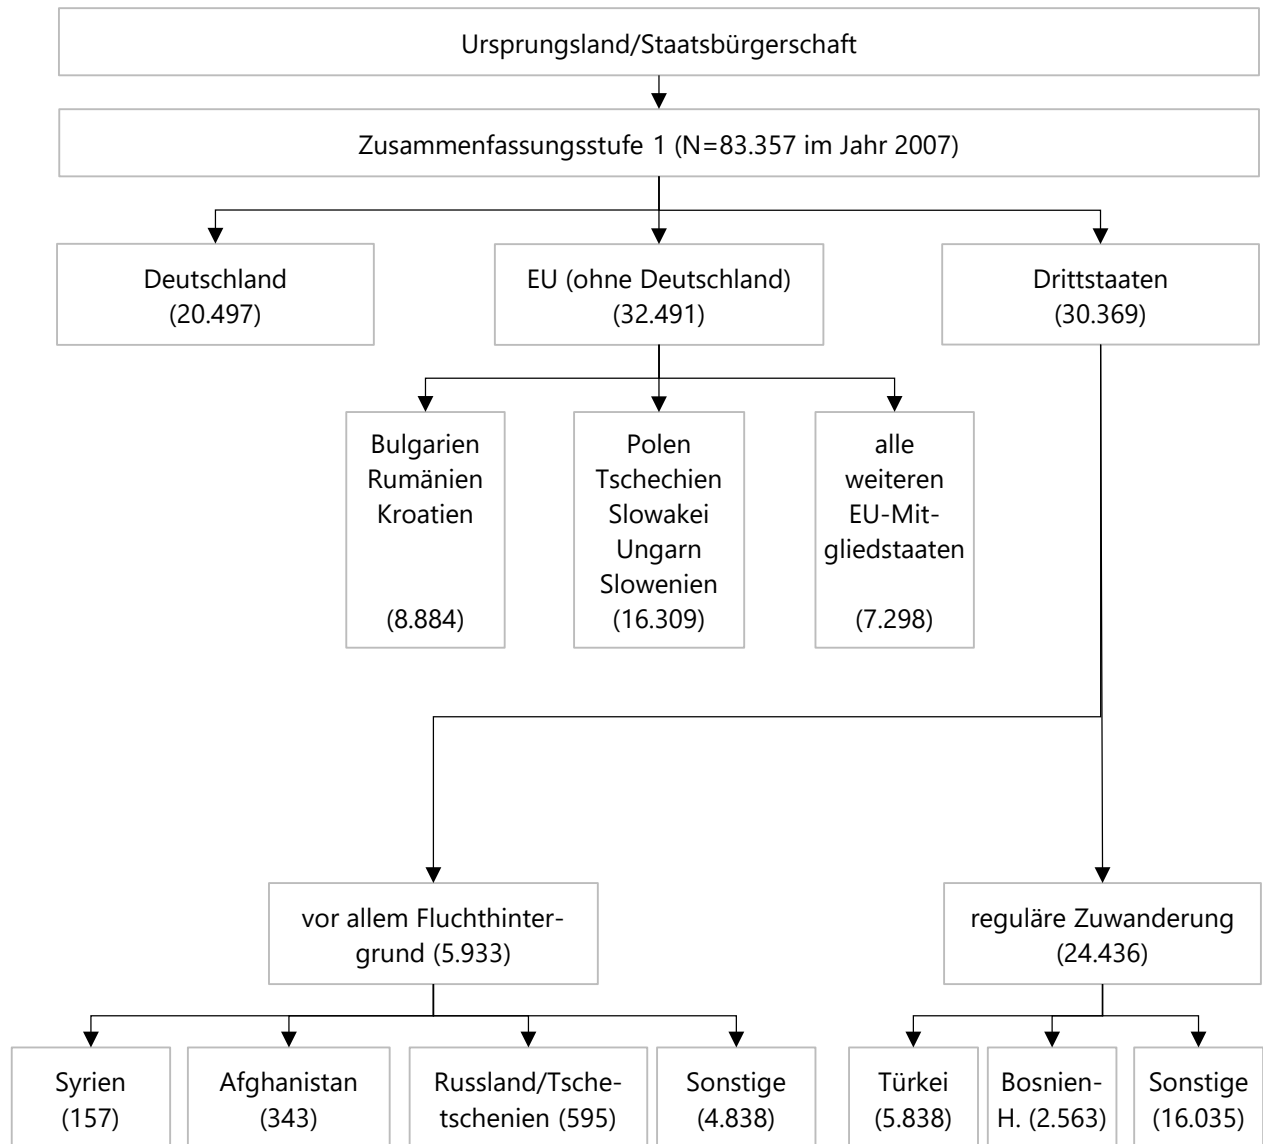 Ursprungsland/Staatsbürgerschaft
Zusammenfassungsstufe 1 (N=83.357 im Jahr 2007)
Deutschland
(20.497)
EU (ohne Deutschland)
(32.491)
Drittstaaten
(30.369)
Bulgarien
Rumänien
Kroatien
(8.884)
Polen
Tschechien
Slowakei
Ungarn
Slowenien
(16.309)
alle
weiteren
EU-Mit-
gliedstaaten
(7.298)
vor allem Fluchthinter-
grund (5.933)
reguläre Zuwanderung
(24.436)
Syrien
(157)
Afghanistan
(343)
Russland/Tsche-
tschenien (595)
Sonstige
(4.838)
Türkei
(5.838)
Bosnien-
H. (2.563)
Sonstige
(16.035)